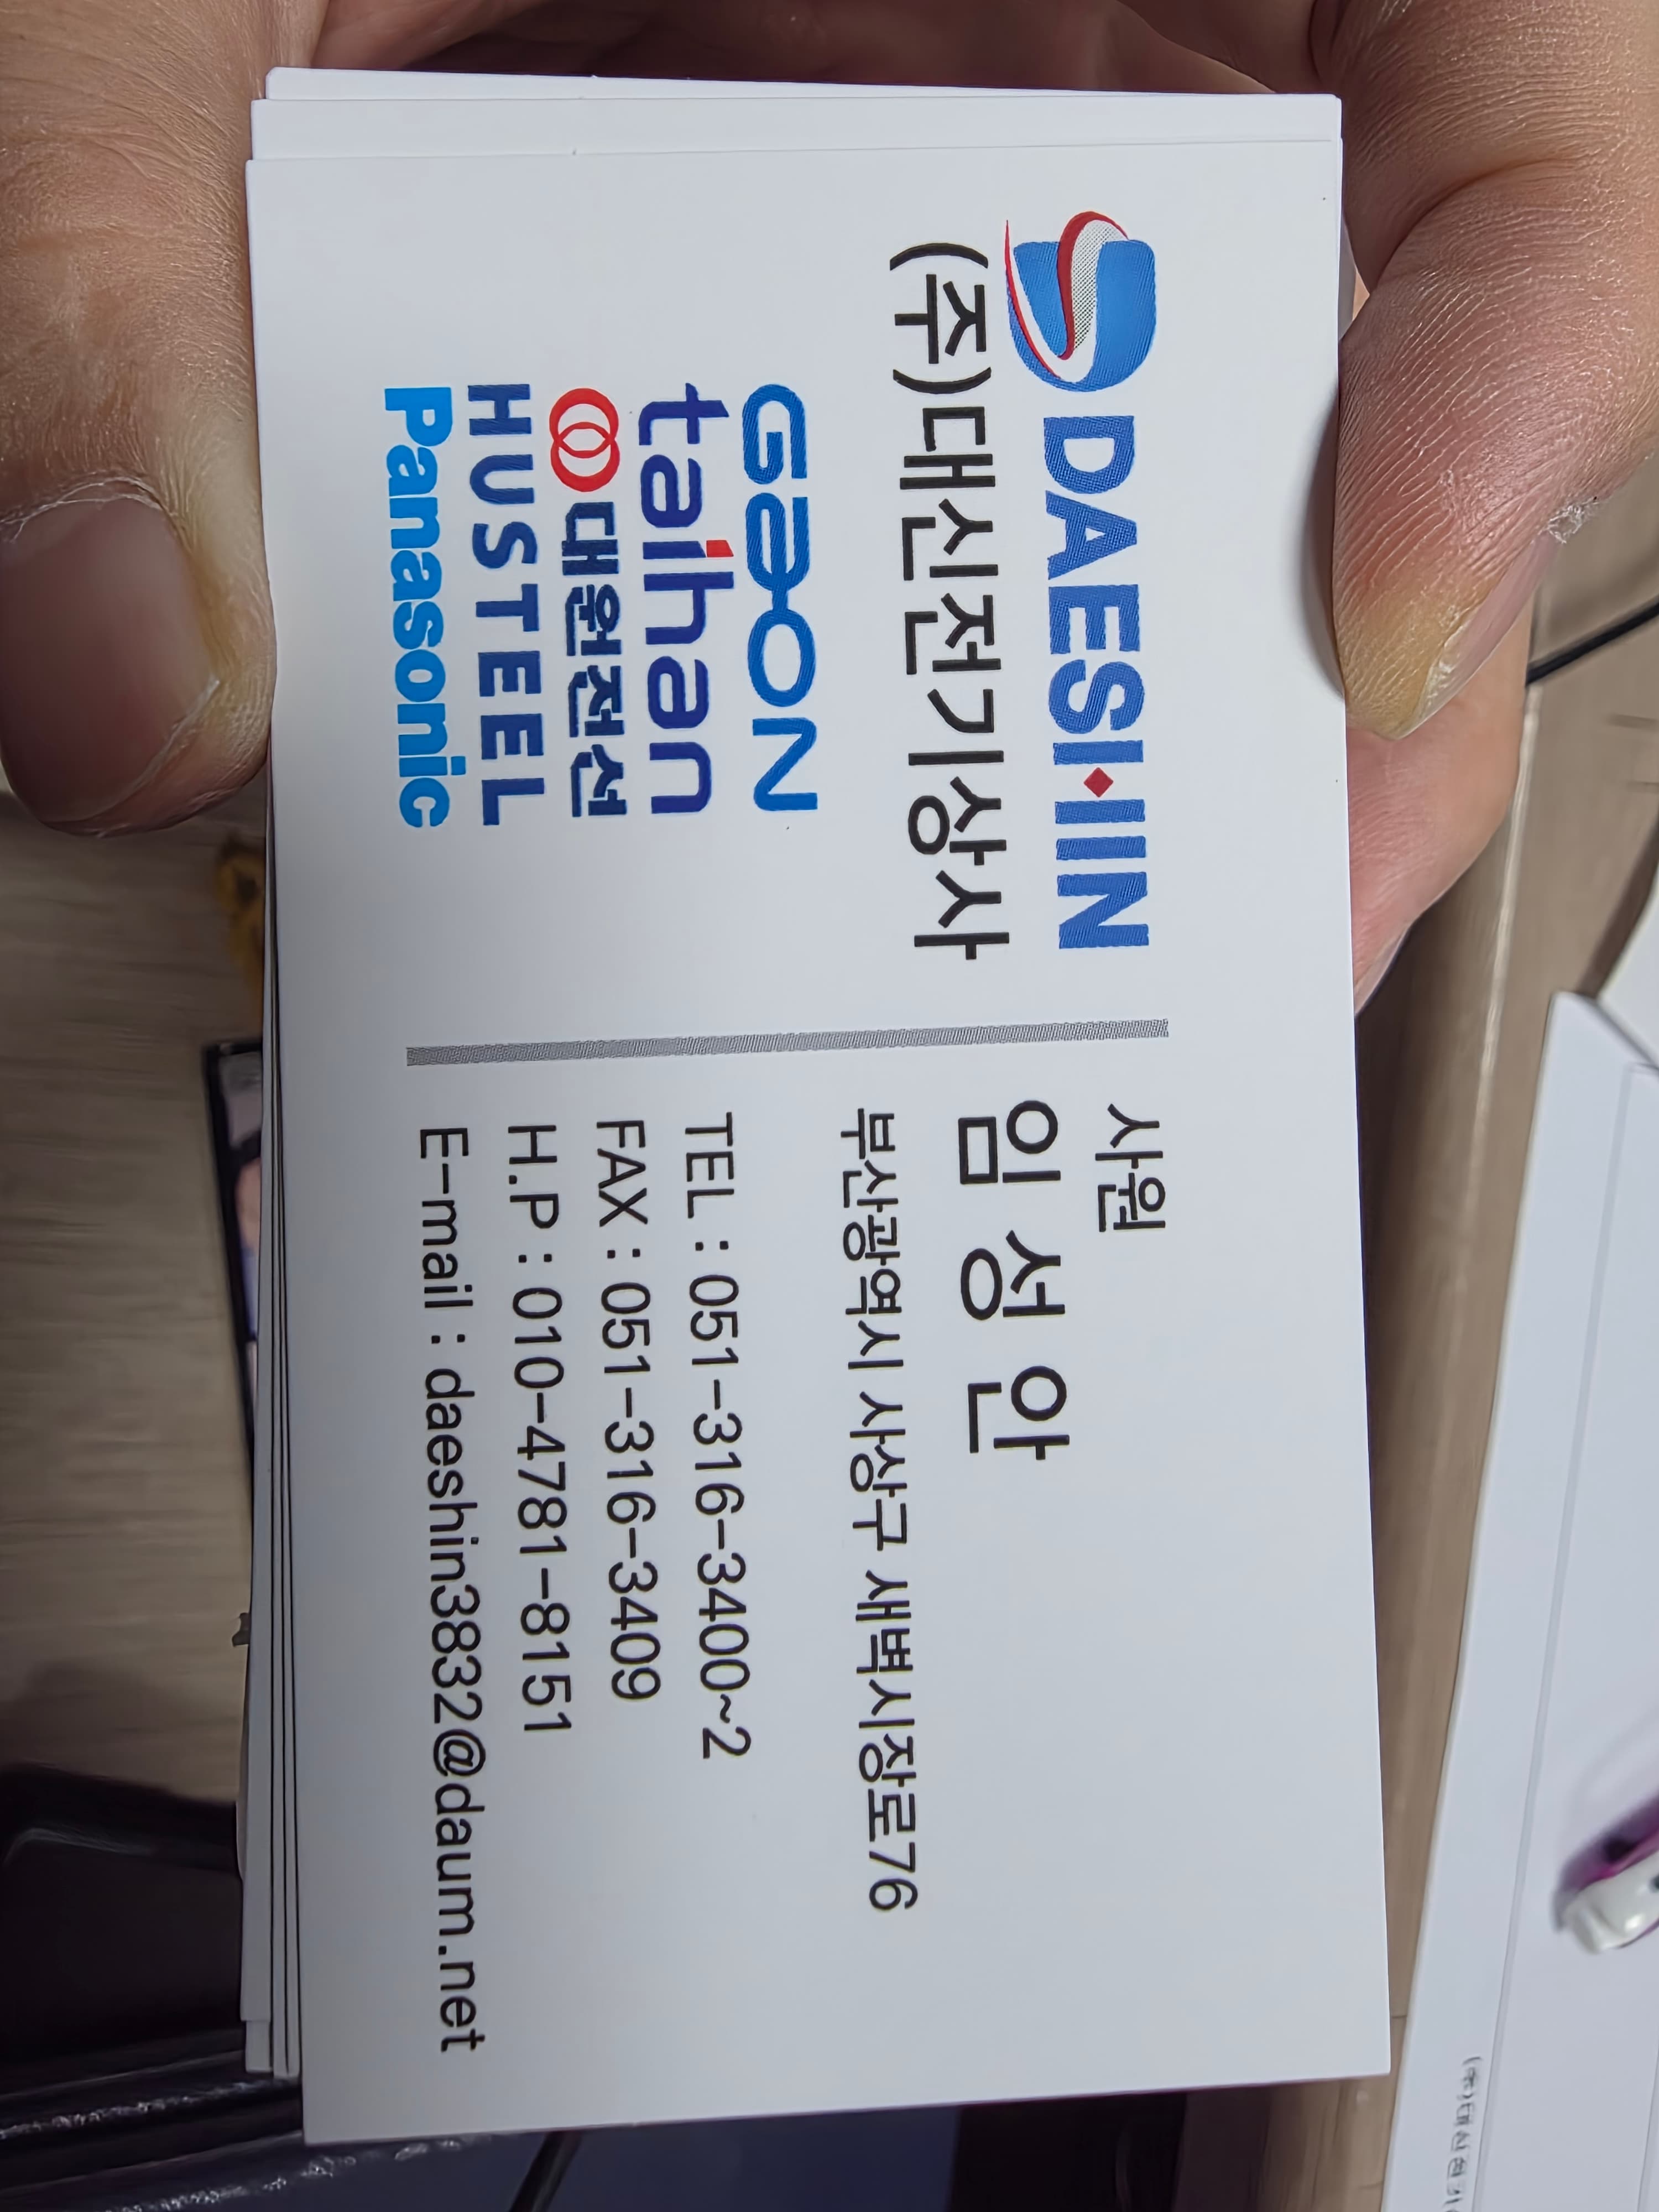 DAESIN
(주)대신전기상사
GaON
taihan
대원전선
HUSTEEL
Panasonic
사원
임 성 안
부산광역시 사상구 새벽시장로76
TEL : 051-316-3400~2
FAX : 051-316-3409
H.P : 010-4781-8151
E-mail : daeshin3832@daum.net